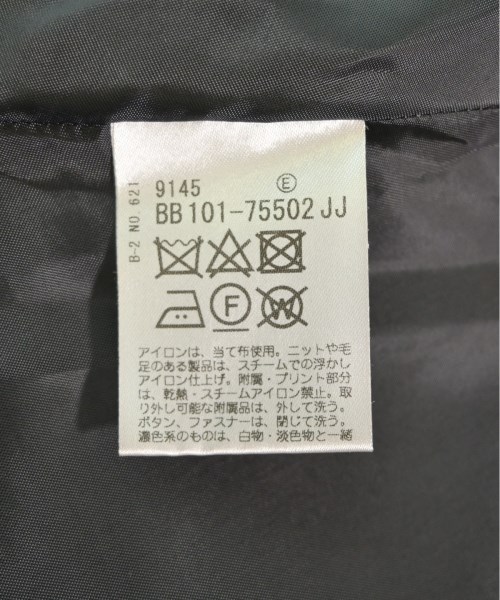 B-2 NO.621
9145 Ⓔ
BB101-75502JJ
F W
アイロンは、当て布使用。ニットや毛
足のある製品は、スチームでの浮かし
アイロン仕上げ。附属・プリント部分
は、乾熱・スチームアイロン禁止。取
り外し可能な附属品は、外して洗う。
ボタン、ファスナーは、閉じて洗う。
濃色系のものは、白物・淡色物と一緒